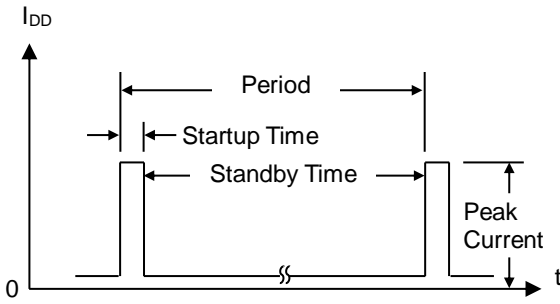 IDD
Period
Startup Time
Standby Time
Peak
Current
0
t